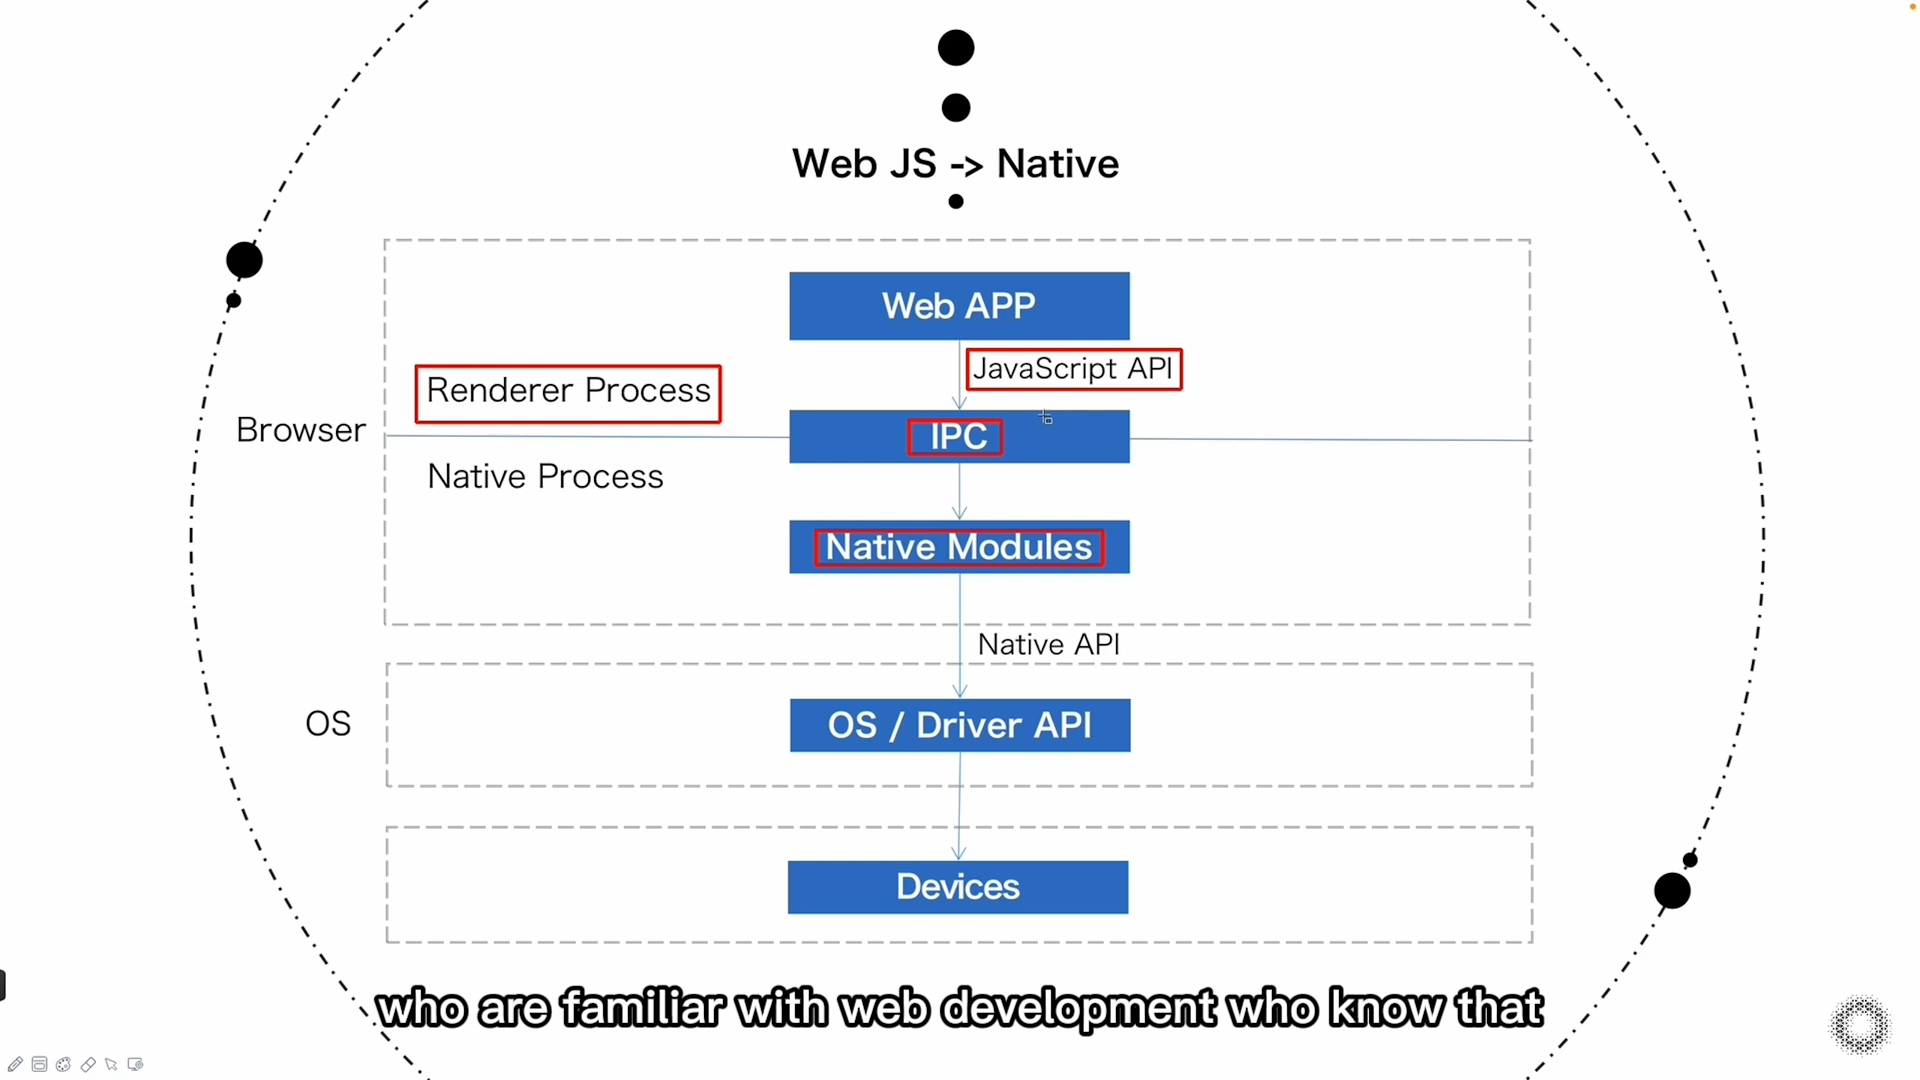 Web JS -> Native
Web APP
JavaScript API
Renderer Process
Browser
IPC
Native Process
Native Modules
Native API
OS
OS / Driver API
Devices
who are familiar with web development who know that